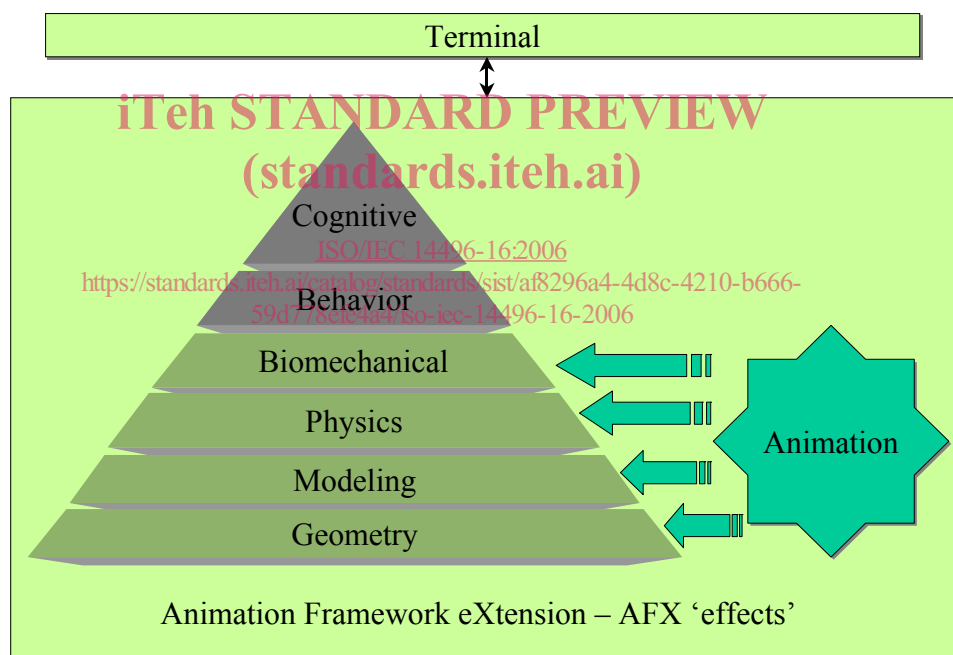 Terminal
iTeh STANDARD PREVIEW
(standards.iteh.ai)
Cognitive
ISO/IEC 14496-16:2006
https://standards.iteh.ai/catalog/standards/sist/af8296a4-4d8c-4210-b666-
Behavior
59d778efe4a4/iso-iec-14496-16-2006
Biomechanical
Physics
Animation
Modeling
Geometry
Animation Framework eXtension – AFX ‘effects’